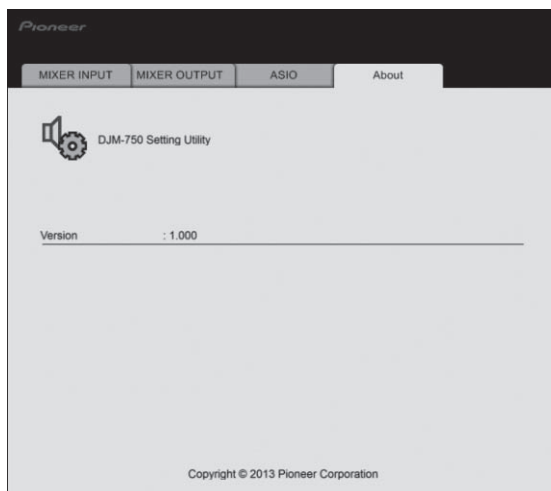 Pioneer
MIXER INPUT MIXER OUTPUT ASIO About
DJM-750 Setting Utility
Version : 1.000
Copyright © 2013 Pioneer Corporation